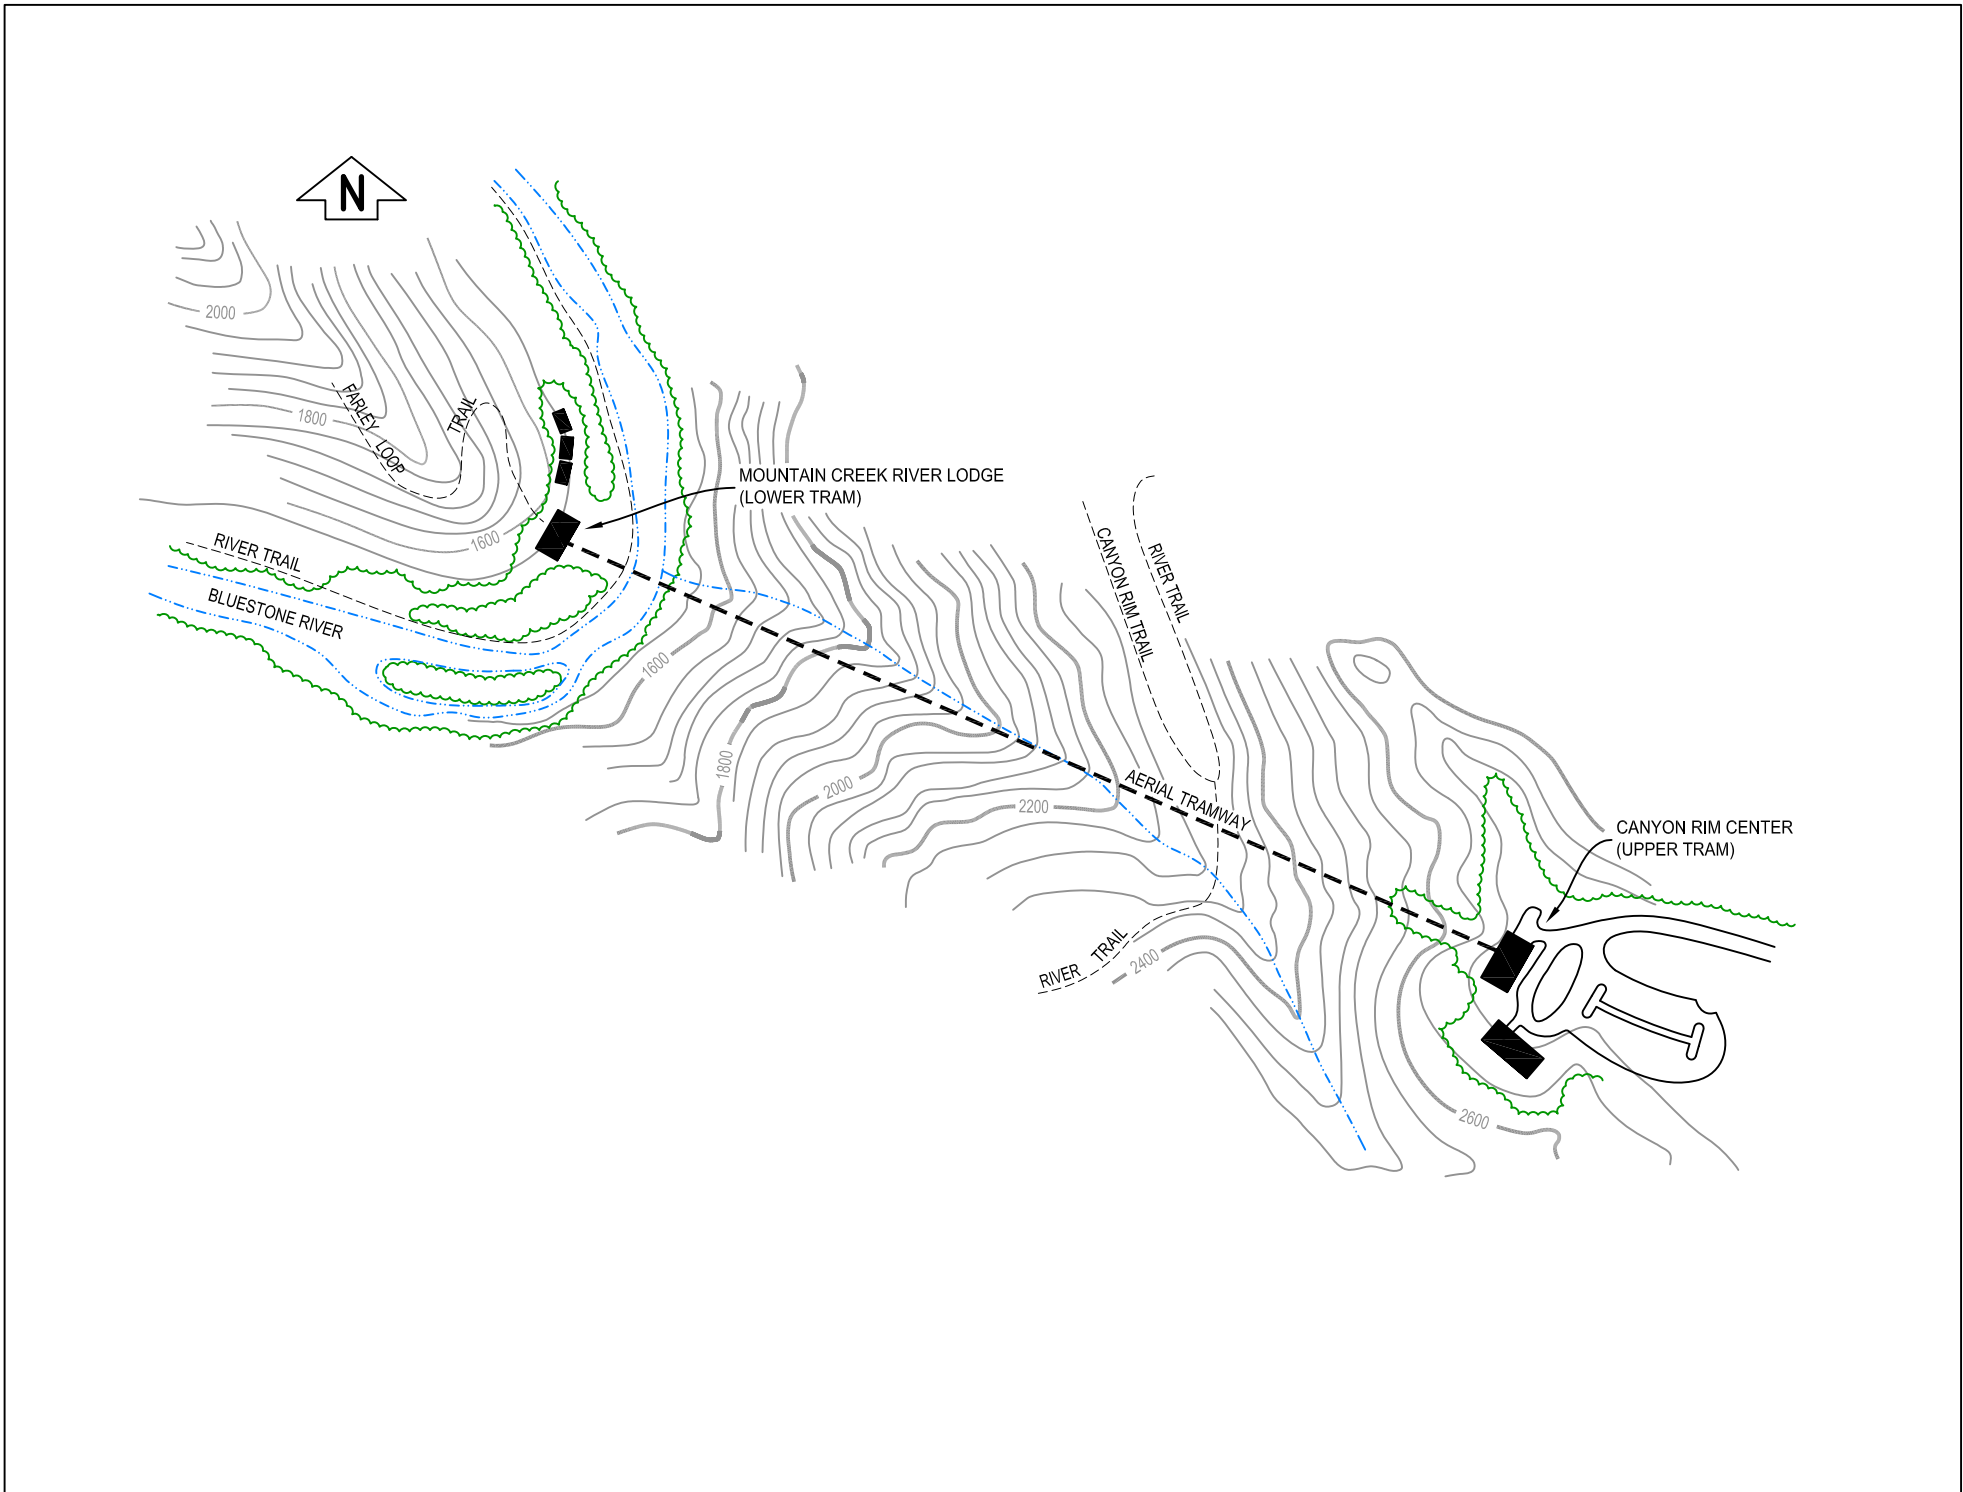 N
2000
FARLEY LOOP
TRAIL
1800
MOUNTAIN CREEK RIVER LODGE
(LOWER TRAM)
1600
RIVER TRAIL
BLUESTONE RIVER
CANYON RIM TRAIL
RIVER TRAIL
1600
1800
2000
2200
AERIAL TRAMWAY
CANYON RIM CENTER
(UPPER TRAM)
RIVER TRAIL
2400
2600